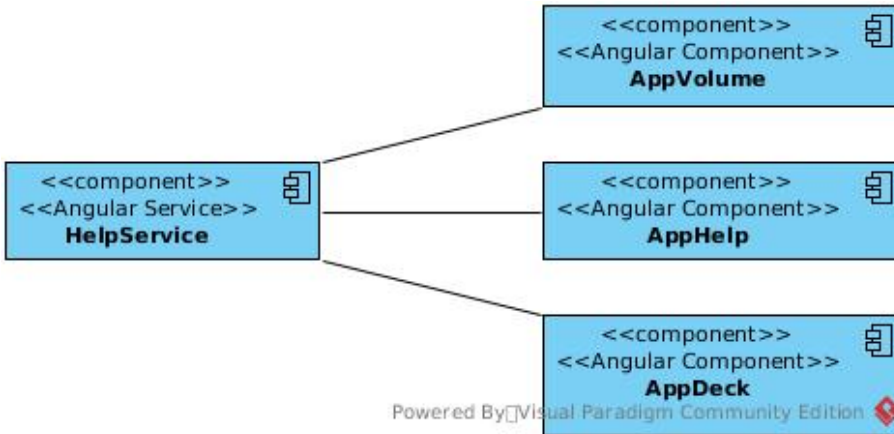 <<component>>
<<Angular Component>>
AppVolume
<<component>>
<<Angular Service>>
HelpService
<<component>>
<<Angular Component>>
AppHelp
<<component>>
<<Angular Component>>
AppDeck
Powered By▯Visual Paradigm Community Edition